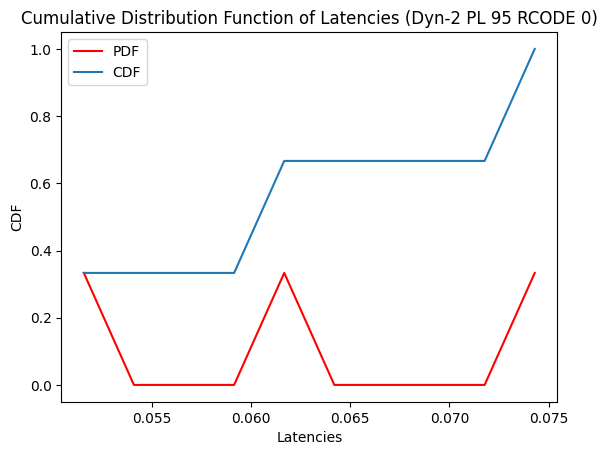 Cumulative Distribution Function of Latencies (Dyn-2 PL 95 RCODE 0)
PDF
CDF
1.0
0.8
0.6
0.4
0.2
0.0
CDF
0.055 0.060 0.065 0.070 0.075
Latencies